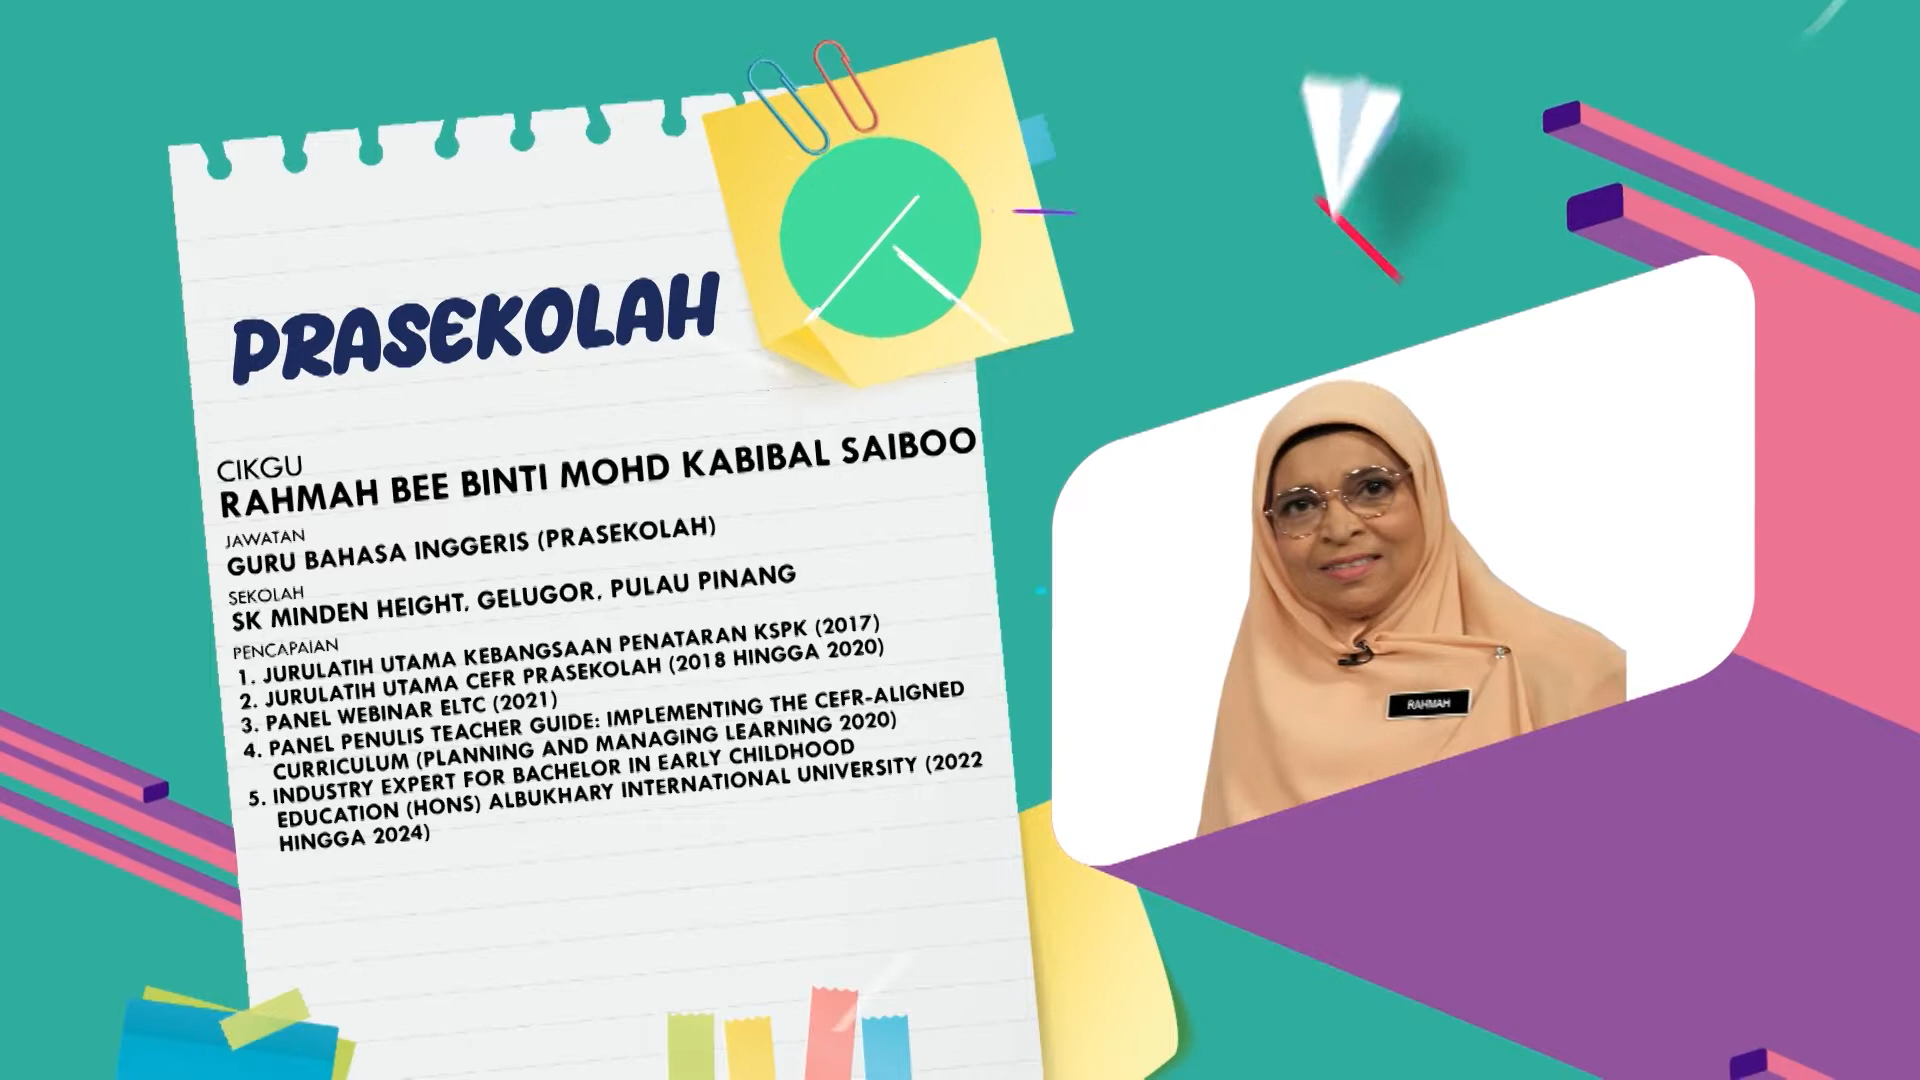 PRASEKOLAH
CIKGU
RAHMAH BEE BINTI MOHD KABIBAL SAIBOO
JAWATAN
GURU BAHASA INGGERIS (PRASEKOLAH)
SEKOLAH
SK MINDEN HEIGHT, GELUGOR, PULAU PINANG
PENCAPAIAN
1. JURULATIH UTAMA KEBANGSAAN PENATARAN KSPK (2017)
2. JURULATIH UTAMA CEFR PRASEKOLAH (2018 HINGGA 2020)
3. PANEL WEBINAR ELTC (2021)
4. PANEL PENULIS TEACHER GUIDE: IMPLEMENTING THE CEFR-ALIGNED
CURRICULUM (PLANNING AND MANAGING LEARNING 2020)
5. INDUSTRY EXPERT FOR BACHELOR IN EARLY CHILDHOOD
EDUCATION (HONS) ALBUKHARY INTERNATIONAL UNIVERSITY (2022
HINGGA 2024)
RAHMAH